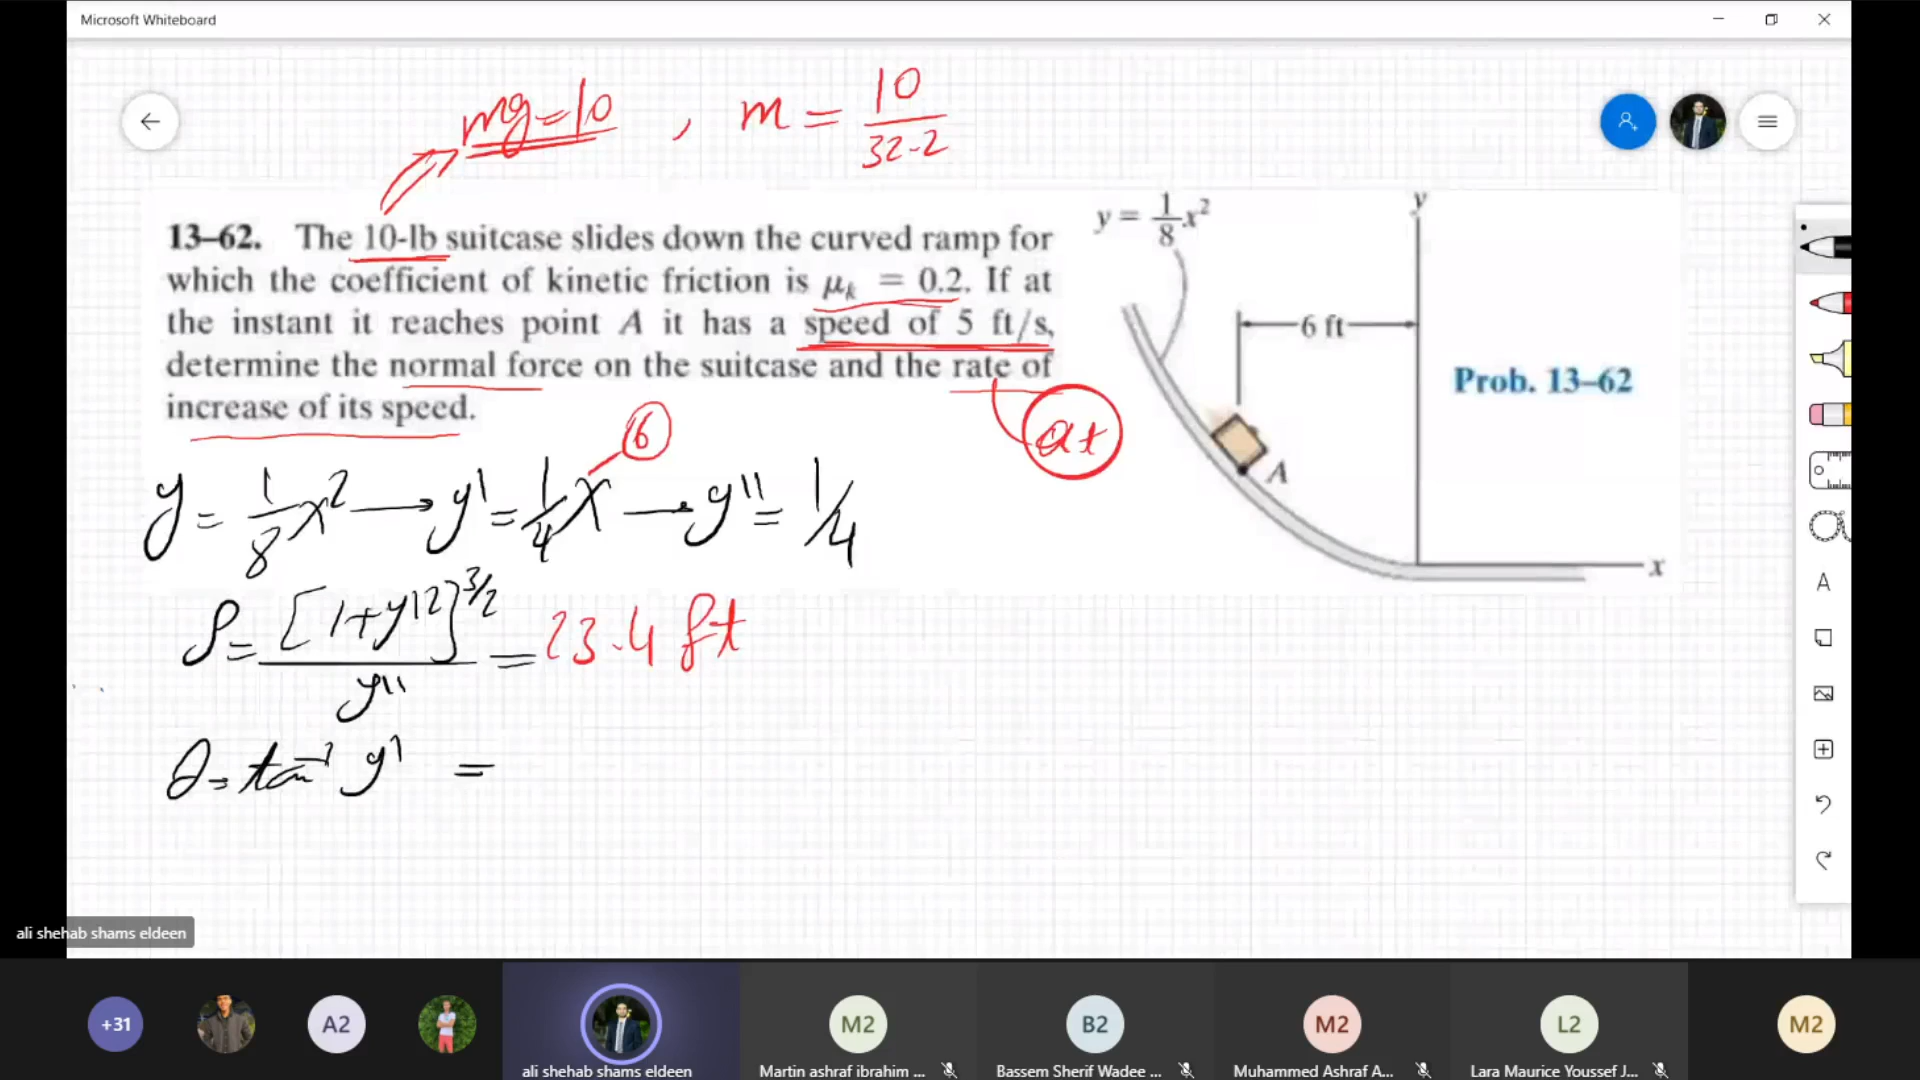 Microsoft Whiteboard
mg=10 , m = 10/32.2
13–62. The 10-lb suitcase slides down the curved ramp for
which the coefficient of kinetic friction is μk = 0.2. If at
the instant it reaches point A it has a speed of 5 ft/s,
determine the normal force on the suitcase and the rate of
increase of its speed.
y = 1/8 x²
y
6 ft
Prob. 13–62
A
x
at
6
y = 1/8 x² → y' = 1/4 x → y'' = 1/4
ρ = [1+y'2]^3/2 / y'' = 23.4 ft
θ = tan⁻¹ y' =
A
ali shehab shams eldeen
+31
A2
ali shehab shams eldeen
M2
Martin ashraf ibrahim ...
B2
Bassem Sherif Wadee ...
M2
Muhammed Ashraf A...
L2
Lara Maurice Youssef J...
M2